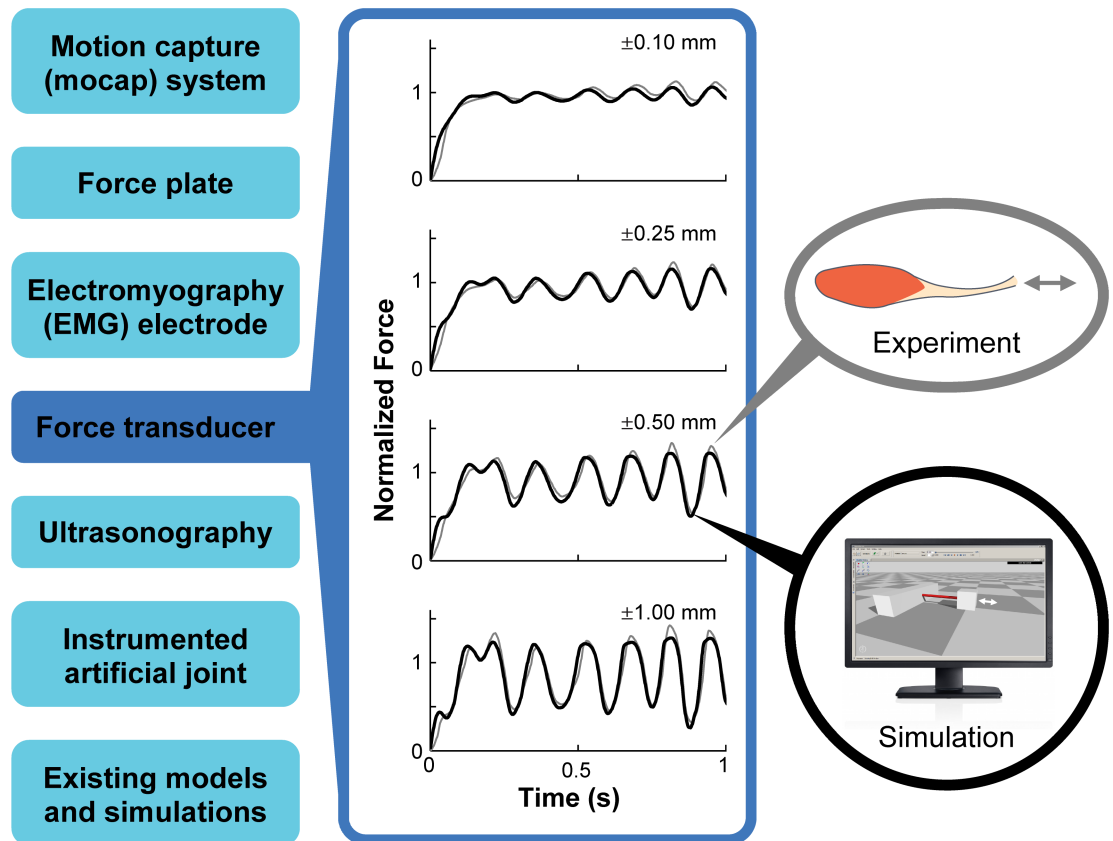 Motion capture
(mocap) system
Force plate
Electromyography
(EMG) electrode
Force transducer
Ultrasonography
Instrumented
artificial joint
Existing models
and simulations
Normalized Force
±0.10 mm
1
0
±0.25 mm
1
0
±0.50 mm
1
0
±1.00 mm
1
0
0
0.5
1
Time (s)
Experiment
Simulation